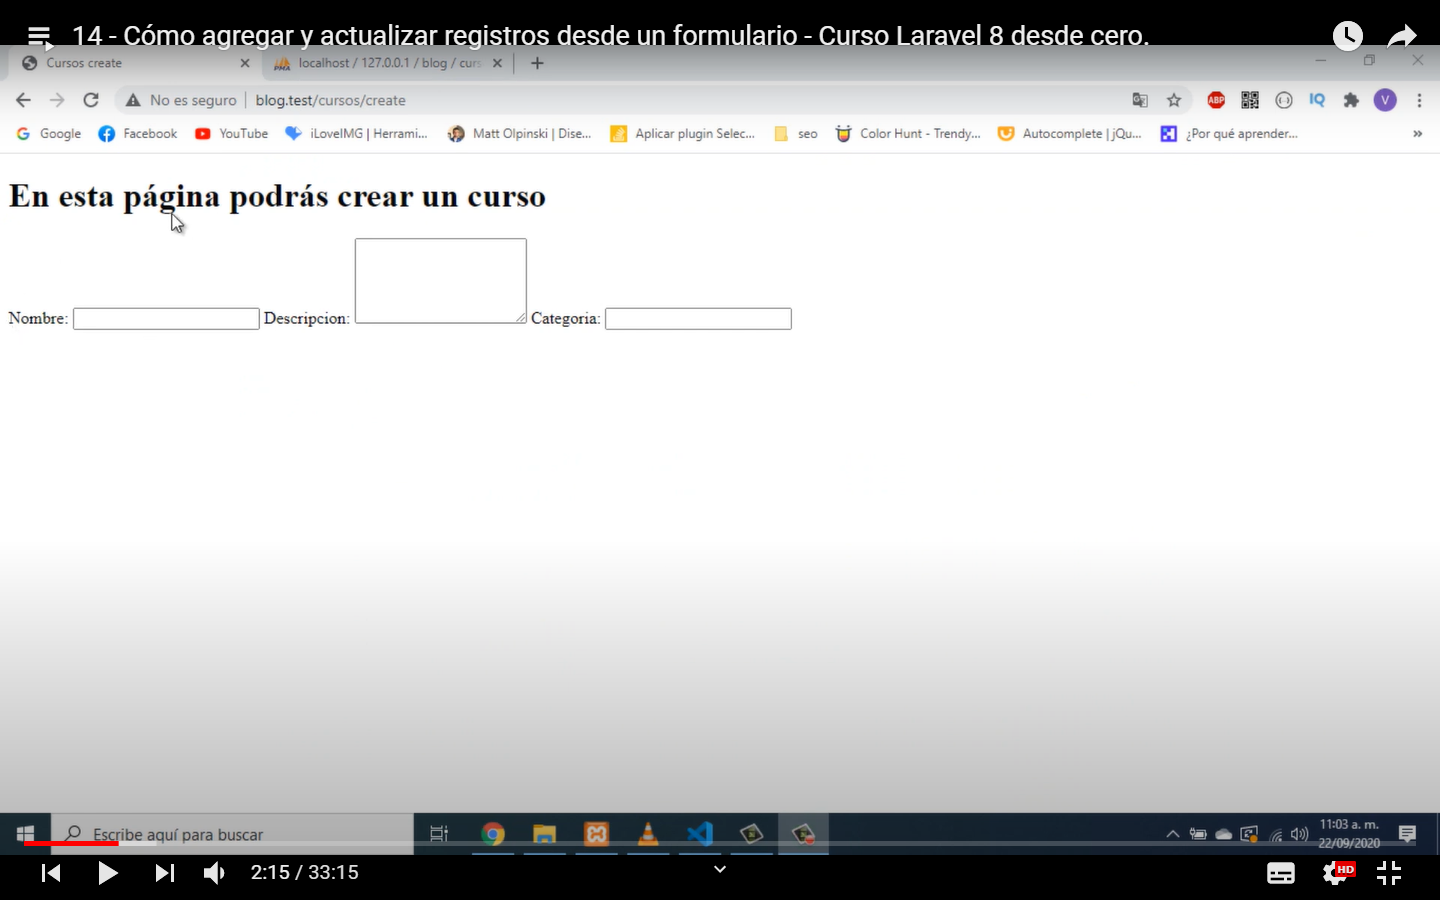 14 - Cómo agregar y actualizar registros desde un formulario - Curso Laravel 8 desde cero.
Cursos create
localhost / 127.0.0.1 / blog / curs
No es seguro
blog.test/cursos/create
ABP
IQ
V
Google
Facebook
YouTube
iLoveIMG | Herrami...
Matt Olpinski | Dise...
Aplicar plugin Selec...
seo
Color Hunt - Trendy...
Autocomplete | jQu...
¿Por qué aprender...
»
En esta página podrás crear un curso
Nombre:
Descripcion:
Categoria:
Escribe aquí para buscar
11:03 a. m.
22/09/2020
2:15 / 33:15
HD